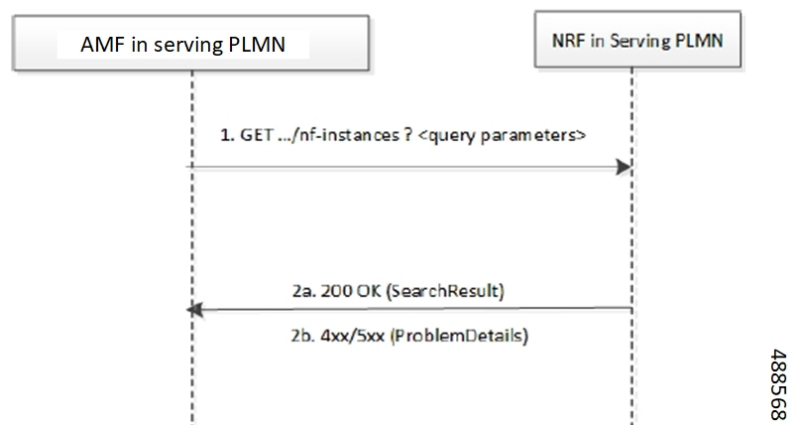 AMF in serving PLMN
NRF in Serving PLMN
1. GET .../nf-instances ? <query parameters>
2a. 200 OK (SearchResult)
2b. 4xx/5xx (ProblemDetails)
488568